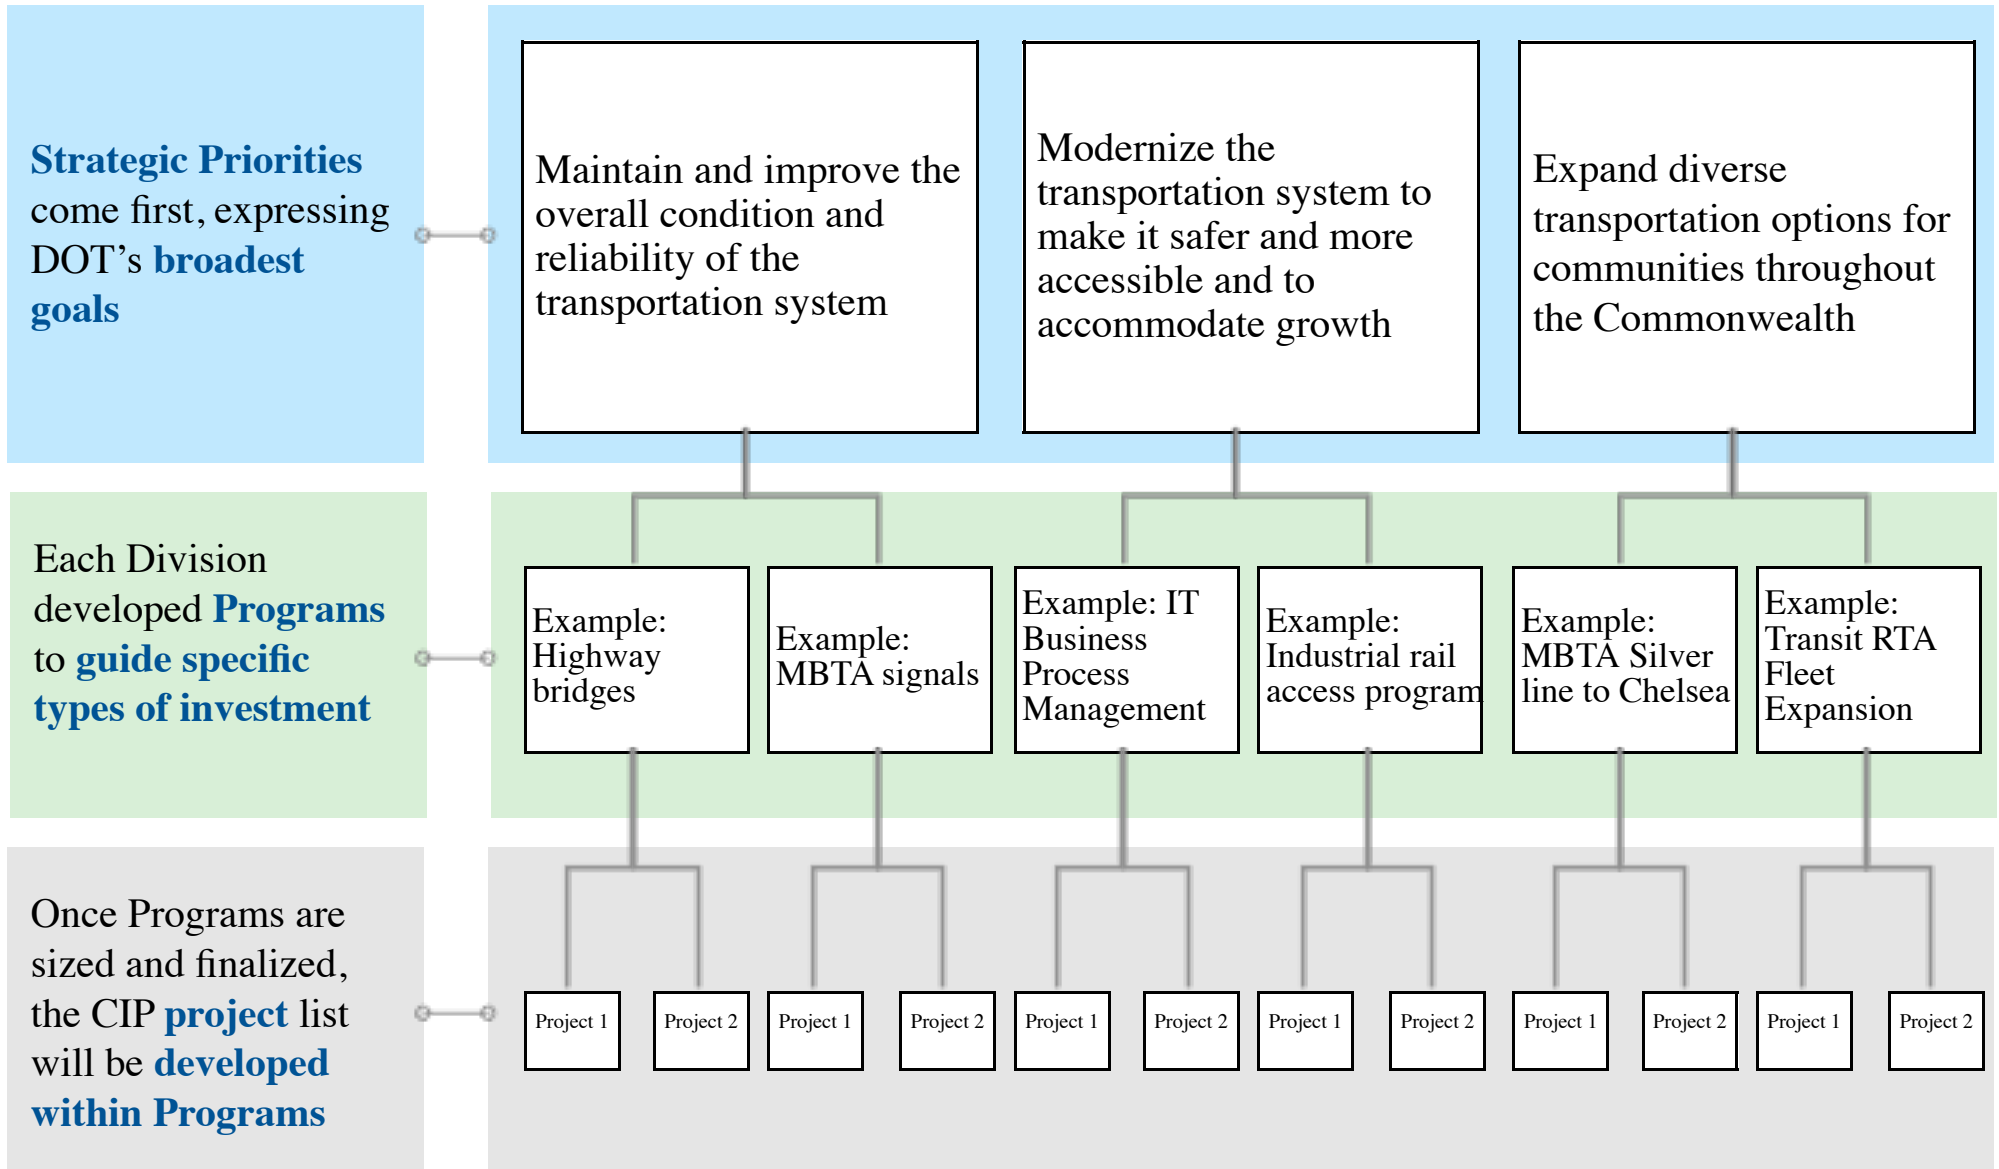 Strategic Priorities
come first, expressing
DOT’s broadest
goals
Maintain and improve the
overall condition and
reliability of the
transportation system
Modernize the
transportation system to
make it safer and more
accessible and to
accommodate growth
Expand diverse
transportation options for
communities throughout
the Commonwealth
Each Division
developed Programs
to guide specific
types of investment
Example:
Highway
bridges
Example:
MBTA signals
Example: IT
Business
Process
Management
Example:
Industrial rail
access program
Example:
MBTA Silver
line to Chelsea
Example:
Transit RTA
Fleet
Expansion
Once Programs are
sized and finalized,
the CIP project list
will be developed
within Programs
Project 1
Project 2
Project 1
Project 2
Project 1
Project 2
Project 1
Project 2
Project 1
Project 2
Project 1
Project 2